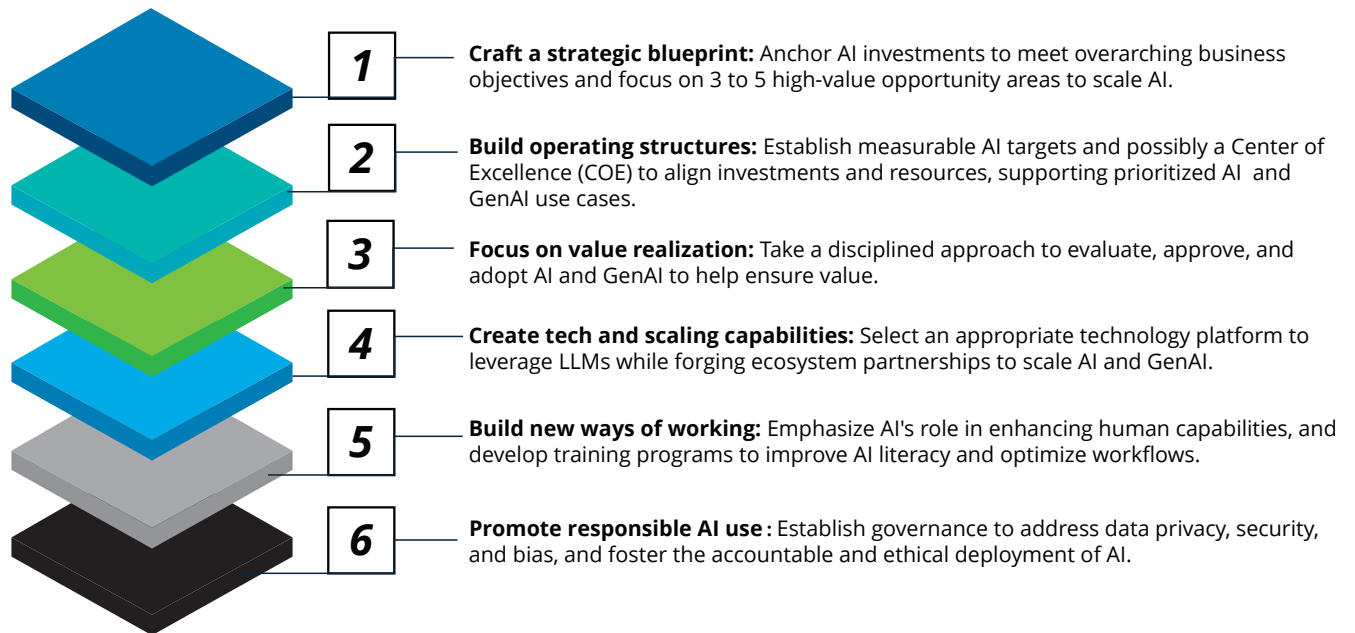 1
Craft a strategic blueprint: Anchor AI investments to meet overarching business
objectives and focus on 3 to 5 high-value opportunity areas to scale AI.
2
Build operating structures: Establish measurable AI targets and possibly a Center of
Excellence (COE) to align investments and resources, supporting prioritized AI and
GenAI use cases.
3
Focus on value realization: Take a disciplined approach to evaluate, approve, and
adopt AI and GenAI to help ensure value.
4
Create tech and scaling capabilities: Select an appropriate technology platform to
leverage LLMs while forging ecosystem partnerships to scale AI and GenAI.
5
Build new ways of working: Emphasize AI's role in enhancing human capabilities, and
develop training programs to improve AI literacy and optimize workflows.
6
Promote responsible AI use : Establish governance to address data privacy, security,
and bias, and foster the accountable and ethical deployment of AI.